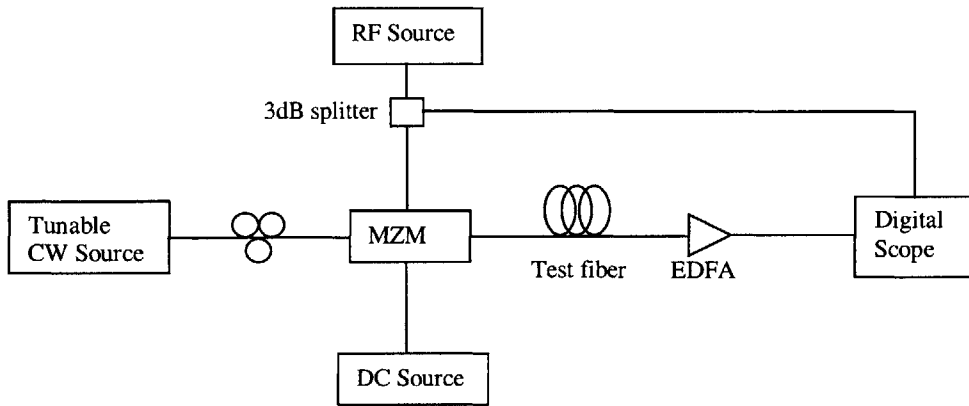 RF Source
3dB splitter
Tunable
CW Source
MZM
Test fiber
EDFA
Digital
Scope
DC Source